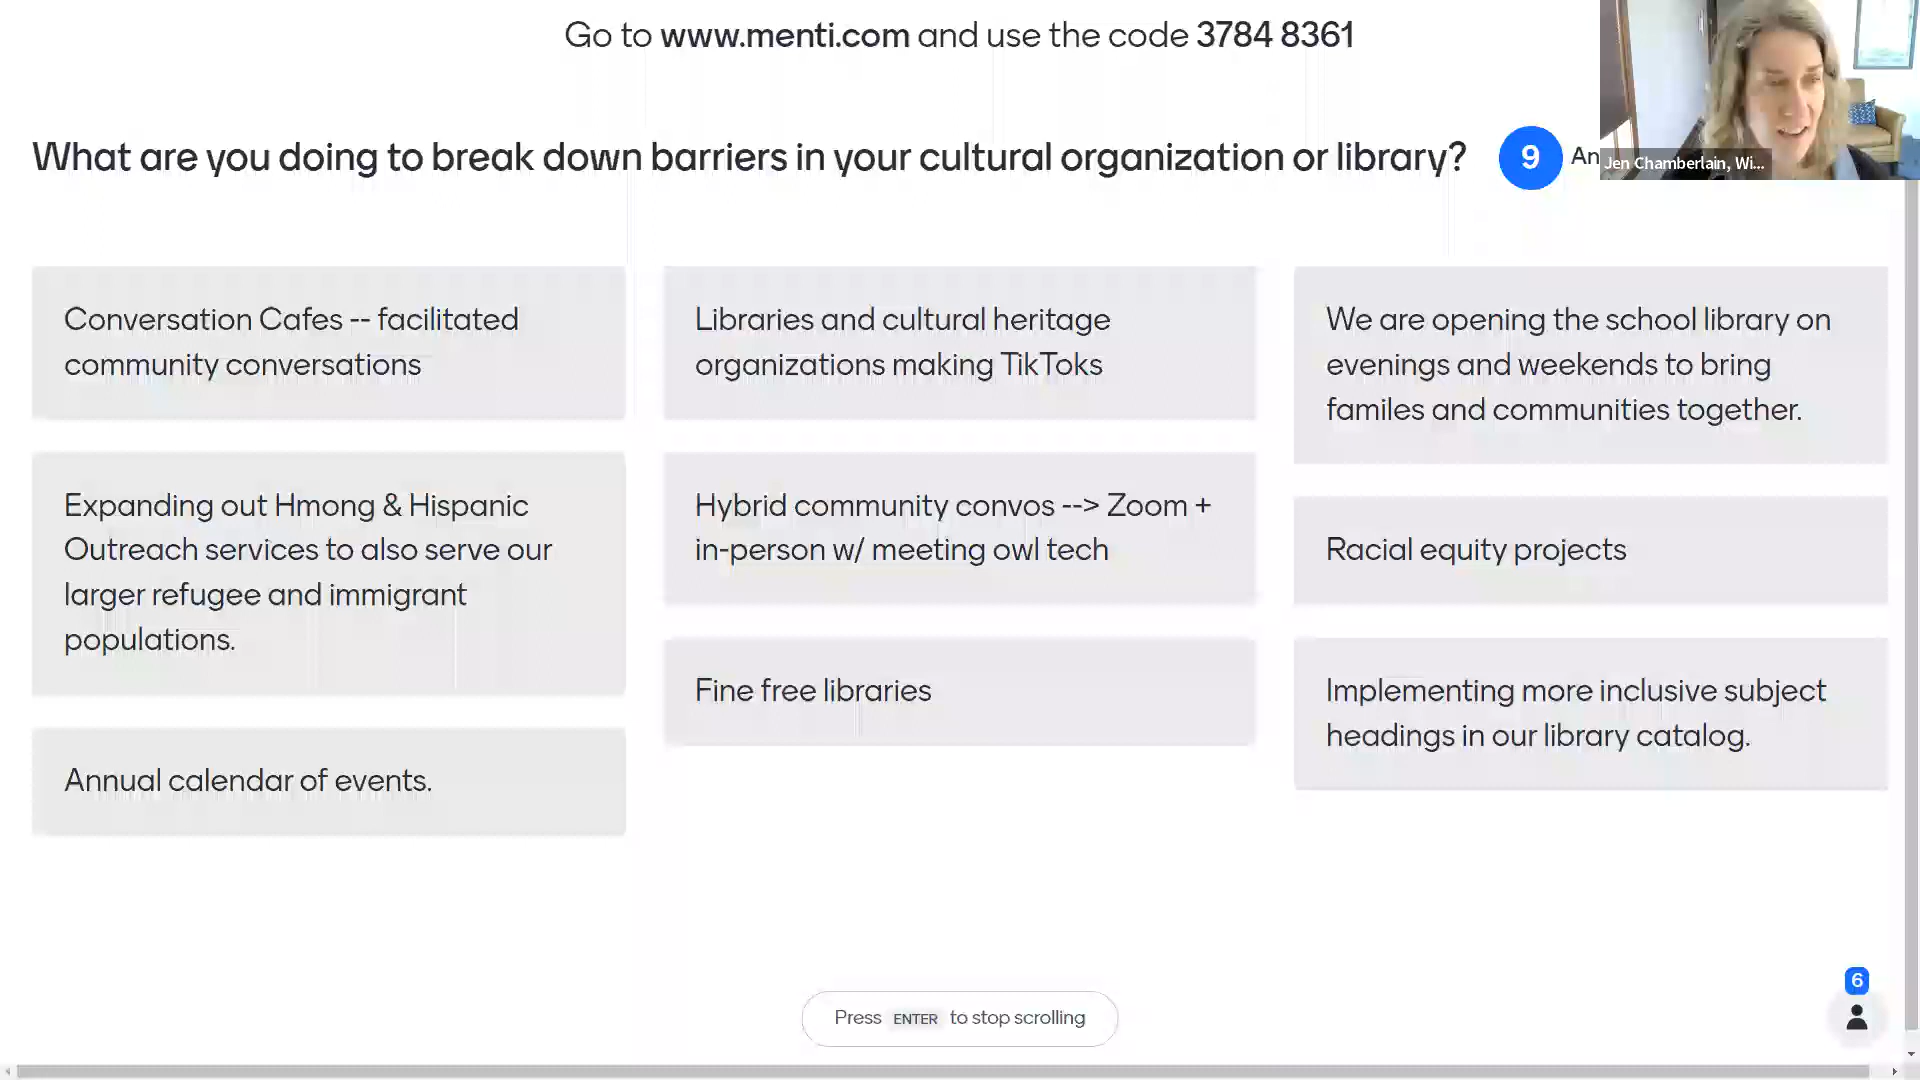 Go to www.menti.com and use the code 3784 8361
What are you doing to break down barriers in your cultural organization or library?
9 An
Jen Chamberlain, Wi...
Conversation Cafes -- facilitated
community conversations
Expanding out Hmong & Hispanic
Outreach services to also serve our
larger refugee and immigrant
populations.
Annual calendar of events.
Libraries and cultural heritage
organizations making TikToks
Hybrid community convos --> Zoom +
in-person w/ meeting owl tech
Fine free libraries
We are opening the school library on
evenings and weekends to bring
familes and communities together.
Racial equity projects
Implementing more inclusive subject
headings in our library catalog.
6
Press ENTER to stop scrolling